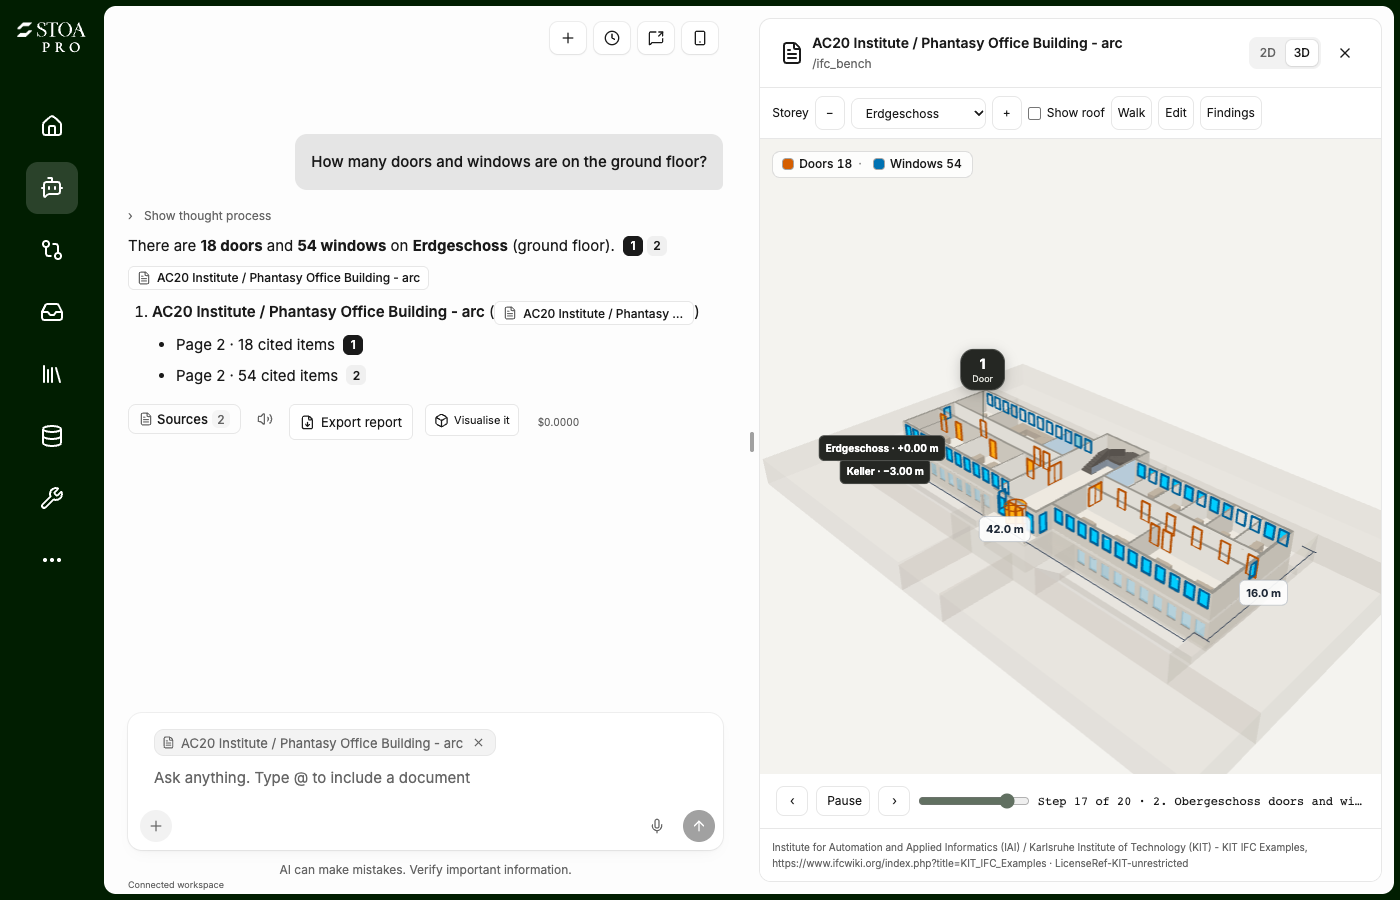 STOA
PRO
How many doors and windows are on the ground floor?
Show thought process
There are 18 doors and 54 windows on Erdgeschoss (ground floor). 1 2
AC20 Institute / Phantasy Office Building - arc
1. AC20 Institute / Phantasy Office Building - arc ( AC20 Institute / Phantasy ... )
• Page 2 · 18 cited items 1
• Page 2 · 54 cited items 2
Sources 2
Export report
Visualise it
$0.0000
AC20 Institute / Phantasy Office Building - arc
Ask anything. Type @ to include a document
AI can make mistakes. Verify important information.
Connected workspace
AC20 Institute / Phantasy Office Building - arc
/ifc_bench
2D 3D
Storey − Erdgeschoss + Show roof Walk Edit Findings
Doors 18 · Windows 54
1
Door
Erdgeschoss · +0.00 m
Keller · −3.00 m
42.0 m
16.0 m
‹ Pause › Step 17 of 20 · 2. Obergeschoss doors and wi…
Institute for Automation and Applied Informatics (IAI) / Karlsruhe Institute of Technology (KIT) - KIT IFC Examples,
https://www.ifcwiki.org/index.php?title=KIT_IFC_Examples · LicenseRef-KIT-unrestricted